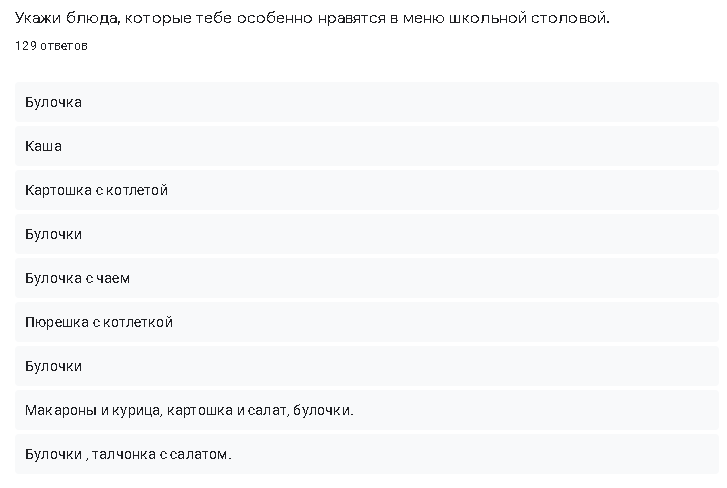 Укажи блюда, которые тебе особенно нравятся в меню школьной столовой.
129 ответов
Булочка
Каша
Картошка с котлетой
Булочки
Булочка с чаем
Пюрешка с котлеткой
Булочки
Макароны и курица, картошка и салат, булочки.
Булочки , талчонка с салатом.